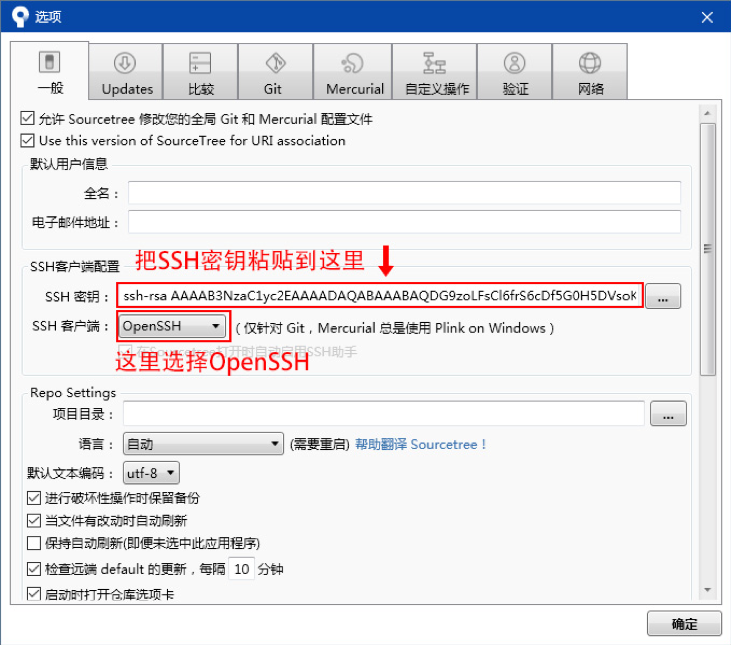 选项
一般 Updates 比较 Git Mercurial 自定义操作 验证 网络
允许 Sourcetree 修改您的全局 Git 和 Mercurial 配置文件
Use this version of SourceTree for URI association
默认用户信息
全名：
电子邮件地址：
把SSH密钥粘贴到这里
SSH客户端配置
SSH 密钥： ssh-rsa AAAAB3NzaC1yc2EAAAADAQABAAABAQDG9zoLFsCl6frS6cDf5G0H5DVsoK ...
SSH 客户端： OpenSSH (仅针对 Git，Mercurial 总是使用 Plink on Windows )
在Sourcetree打开时自动启用SSH助手
这里选择OpenSSH
Repo Settings
项目目录： ...
语言： 自动 (需要重启) 帮助翻译 Sourcetree！
默认文本编码： utf-8
进行破坏性操作时保留备份
当文件有改动时自动刷新
保持自动刷新(即便未选中此应用程序)
检查远端 default 的更新，每隔 10 分钟
启动时打开仓库选项卡
确定